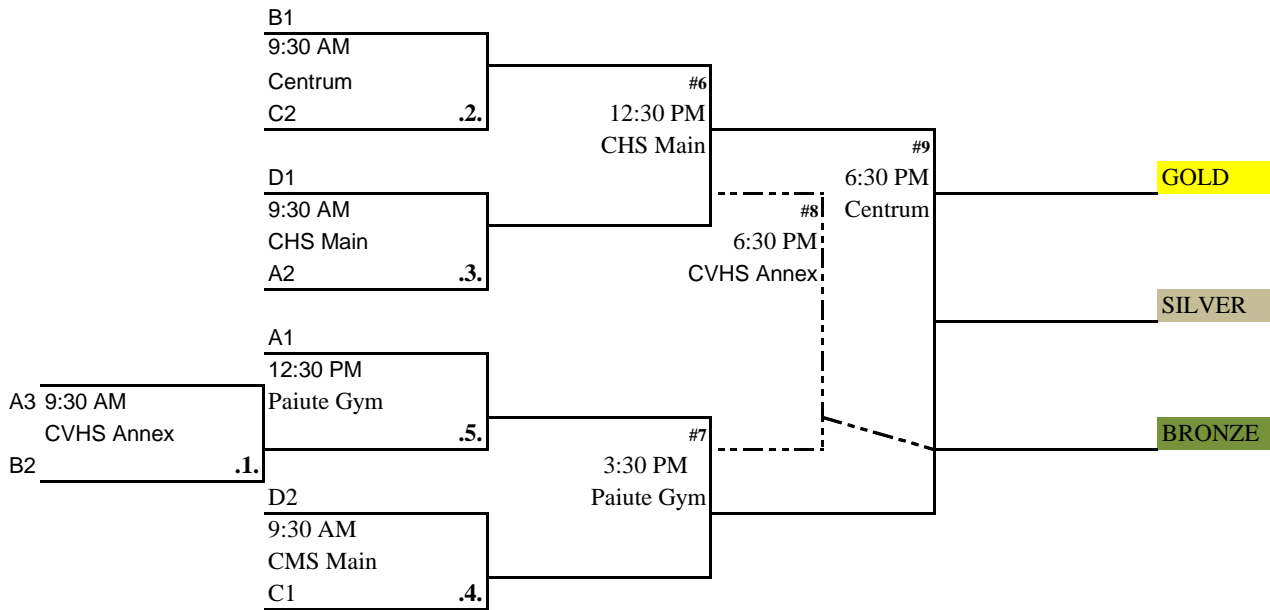 B1
9:30 AM
Centrum
C2 .2.
#6
12:30 PM
CHS Main
D1
9:30 AM
CHS Main
A2 .3.
#8
6:30 PM
CVHS Annex
#9
6:30 PM
Centrum
GOLD
SILVER
BRONZE
A1
12:30 PM
Paiute Gym
.5.
A3 9:30 AM
CVHS Annex
B2 .1.
#7
3:30 PM
Paiute Gym
D2
9:30 AM
CMS Main
C1 .4.